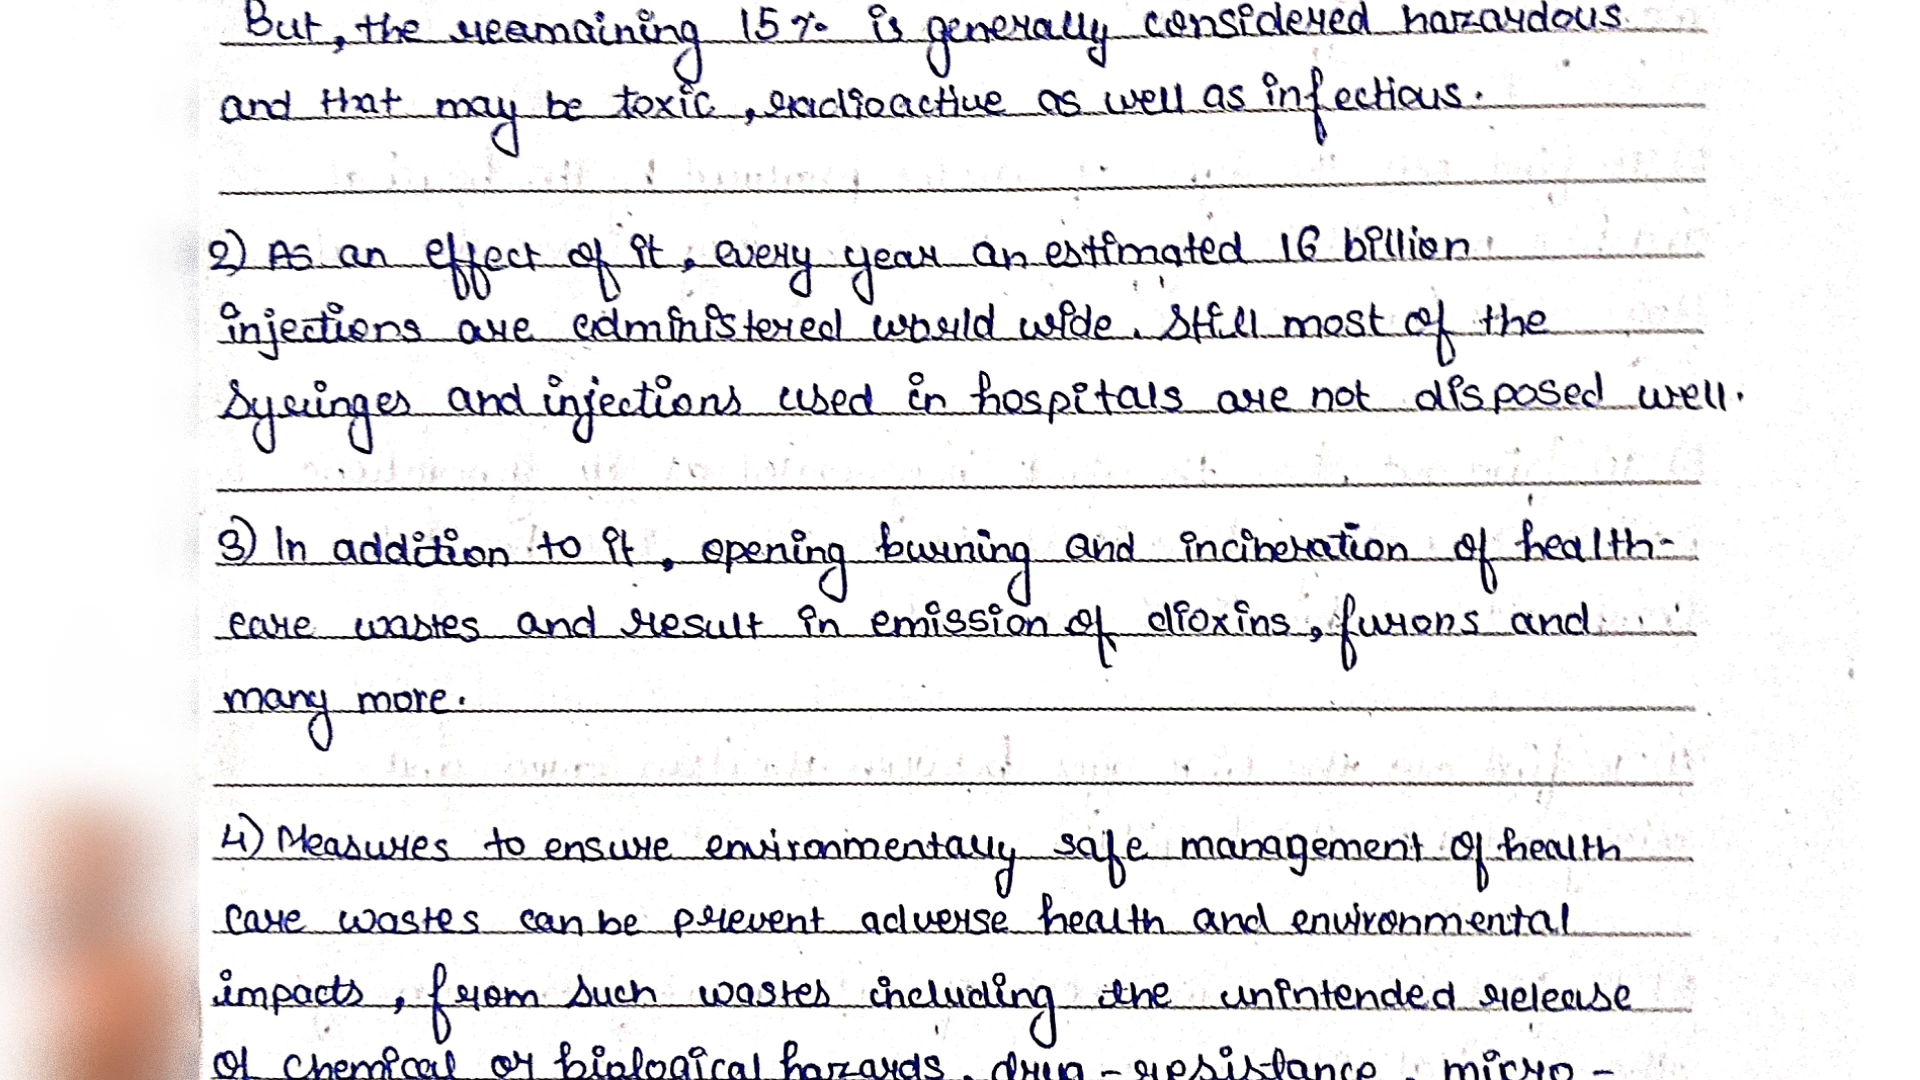 But, the reemaining 15% is generally considered hazardous
and that may be toxic, radioactive as well as infectious.
2) As an effect of it, every year an estimated 16 billion
injections are administered world wide. Still most of the
syringes and injections used in hospitals are not disposed well.
3) In addition to it, opening burning and incineration of health-
care wastes and result in emission of dioxins, furons and
many more.
4) Measures to ensure environmentally safe management of health
care wastes can be prevent adverse health and environmental
impacts, from such wastes including the unintended release
of chemical or biological hazards, drug-resistance, micro-